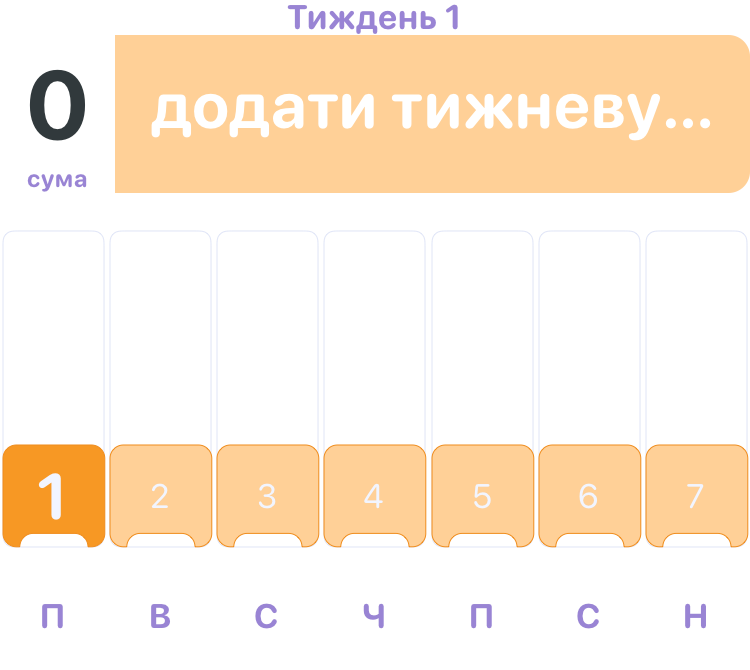 Тиждень 1
0
додати тижневу...
сума
1 2 3 4 5 6 7
П В С Ч П С Н